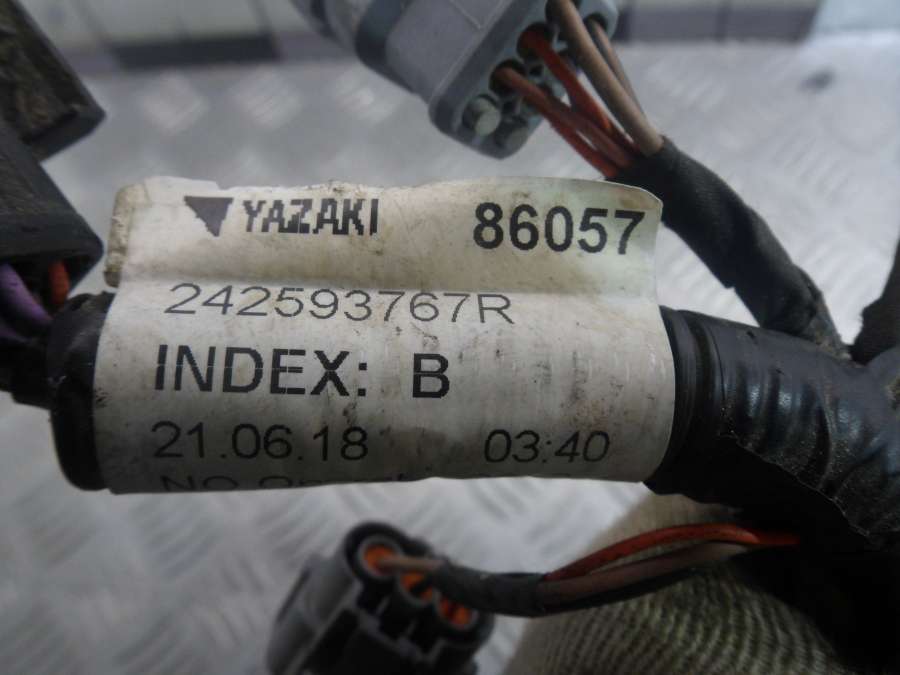 YAZAKI 86057
242593767R
INDEX: B
21.06.18 03:40